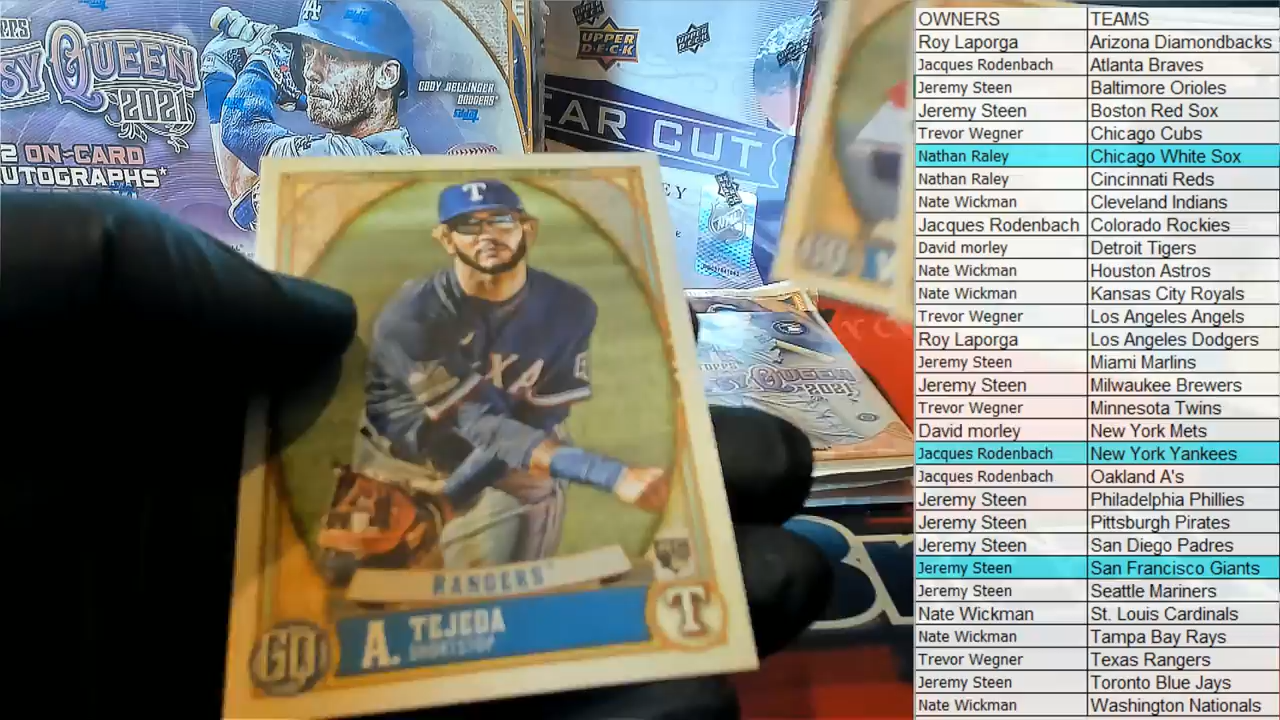 SY QUEEN
2021
CODY BELLINGER
DODGERS
2 ON-CARD
UTOGRAPHS*
UPPER
DECK
EAR CUT
T
RANGERS
A. TEJEDA
SHORTSTOP
GQ
T
QUEEN
2021
OWNERS TEAMS
Roy Laporga Arizona Diamondbacks
Jacques Rodenbach Atlanta Braves
Jeremy Steen Baltimore Orioles
Jeremy Steen Boston Red Sox
Trevor Wegner Chicago Cubs
Nathan Raley Chicago White Sox
Nathan Raley Cincinnati Reds
Nate Wickman Cleveland Indians
Jacques Rodenbach Colorado Rockies
David morley Detroit Tigers
Nate Wickman Houston Astros
Nate Wickman Kansas City Royals
Trevor Wegner Los Angeles Angels
Roy Laporga Los Angeles Dodgers
Jeremy Steen Miami Marlins
Jeremy Steen Milwaukee Brewers
Trevor Wegner Minnesota Twins
David morley New York Mets
Jacques Rodenbach New York Yankees
Jacques Rodenbach Oakland A's
Jeremy Steen Philadelphia Phillies
Jeremy Steen Pittsburgh Pirates
Jeremy Steen San Diego Padres
Jeremy Steen San Francisco Giants
Jeremy Steen Seattle Mariners
Nate Wickman St. Louis Cardinals
Nate Wickman Tampa Bay Rays
Trevor Wegner Texas Rangers
Jeremy Steen Toronto Blue Jays
Nate Wickman Washington Nationals